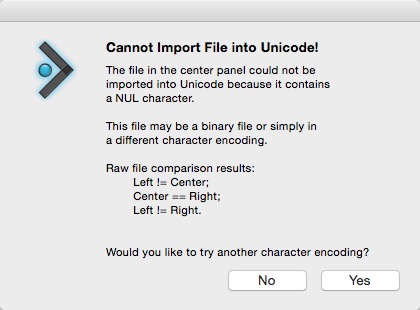 Cannot Import File into Unicode!
The file in the center panel could not be
imported into Unicode because it contains
a NUL character.
This file may be a binary file or simply in
a different character encoding.
Raw file comparison results:
Left != Center;
Center == Right;
Left != Right.
Would you like to try another character encoding?
No
Yes